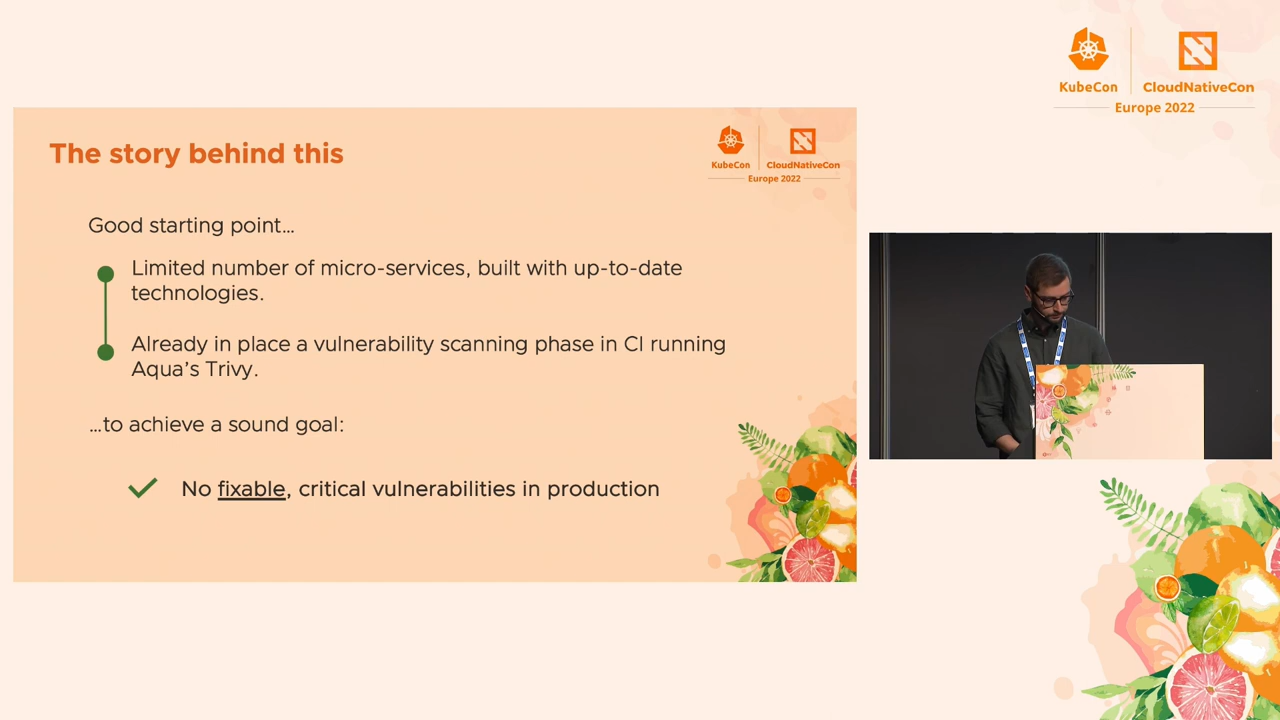 KubeCon
CloudNativeCon
Europe 2022
The story behind this
KubeCon
CloudNativeCon
Europe 2022
Good starting point...
Limited number of micro-services, built with up-to-date
technologies.
Already in place a vulnerability scanning phase in CI running
Aqua’s Trivy.
...to achieve a sound goal:
No fixable, critical vulnerabilities in production